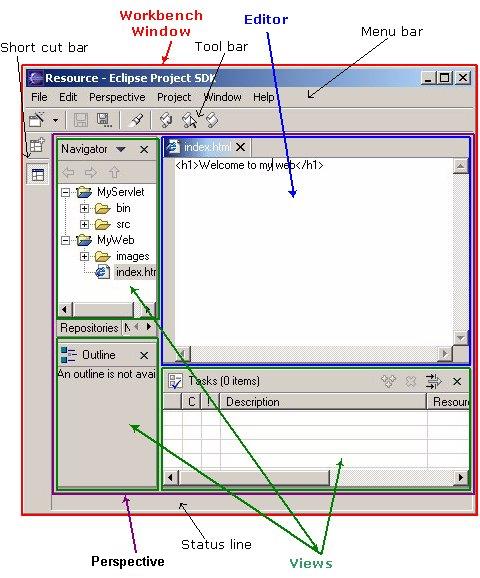 Workbench
Window
Editor
Short cut bar
Tool bar
Menu bar
Resource - Eclipse Project SDK
File Edit Perspective Project Window Help
Navigator
index.html
<h1>Welcome to my web</h1>
MyServlet
bin
src
MyWeb
images
index.htm
Repositories
Outline
An outline is not avai
Tasks (0 items)
C ! Description Resour
Status line
Perspective
Views